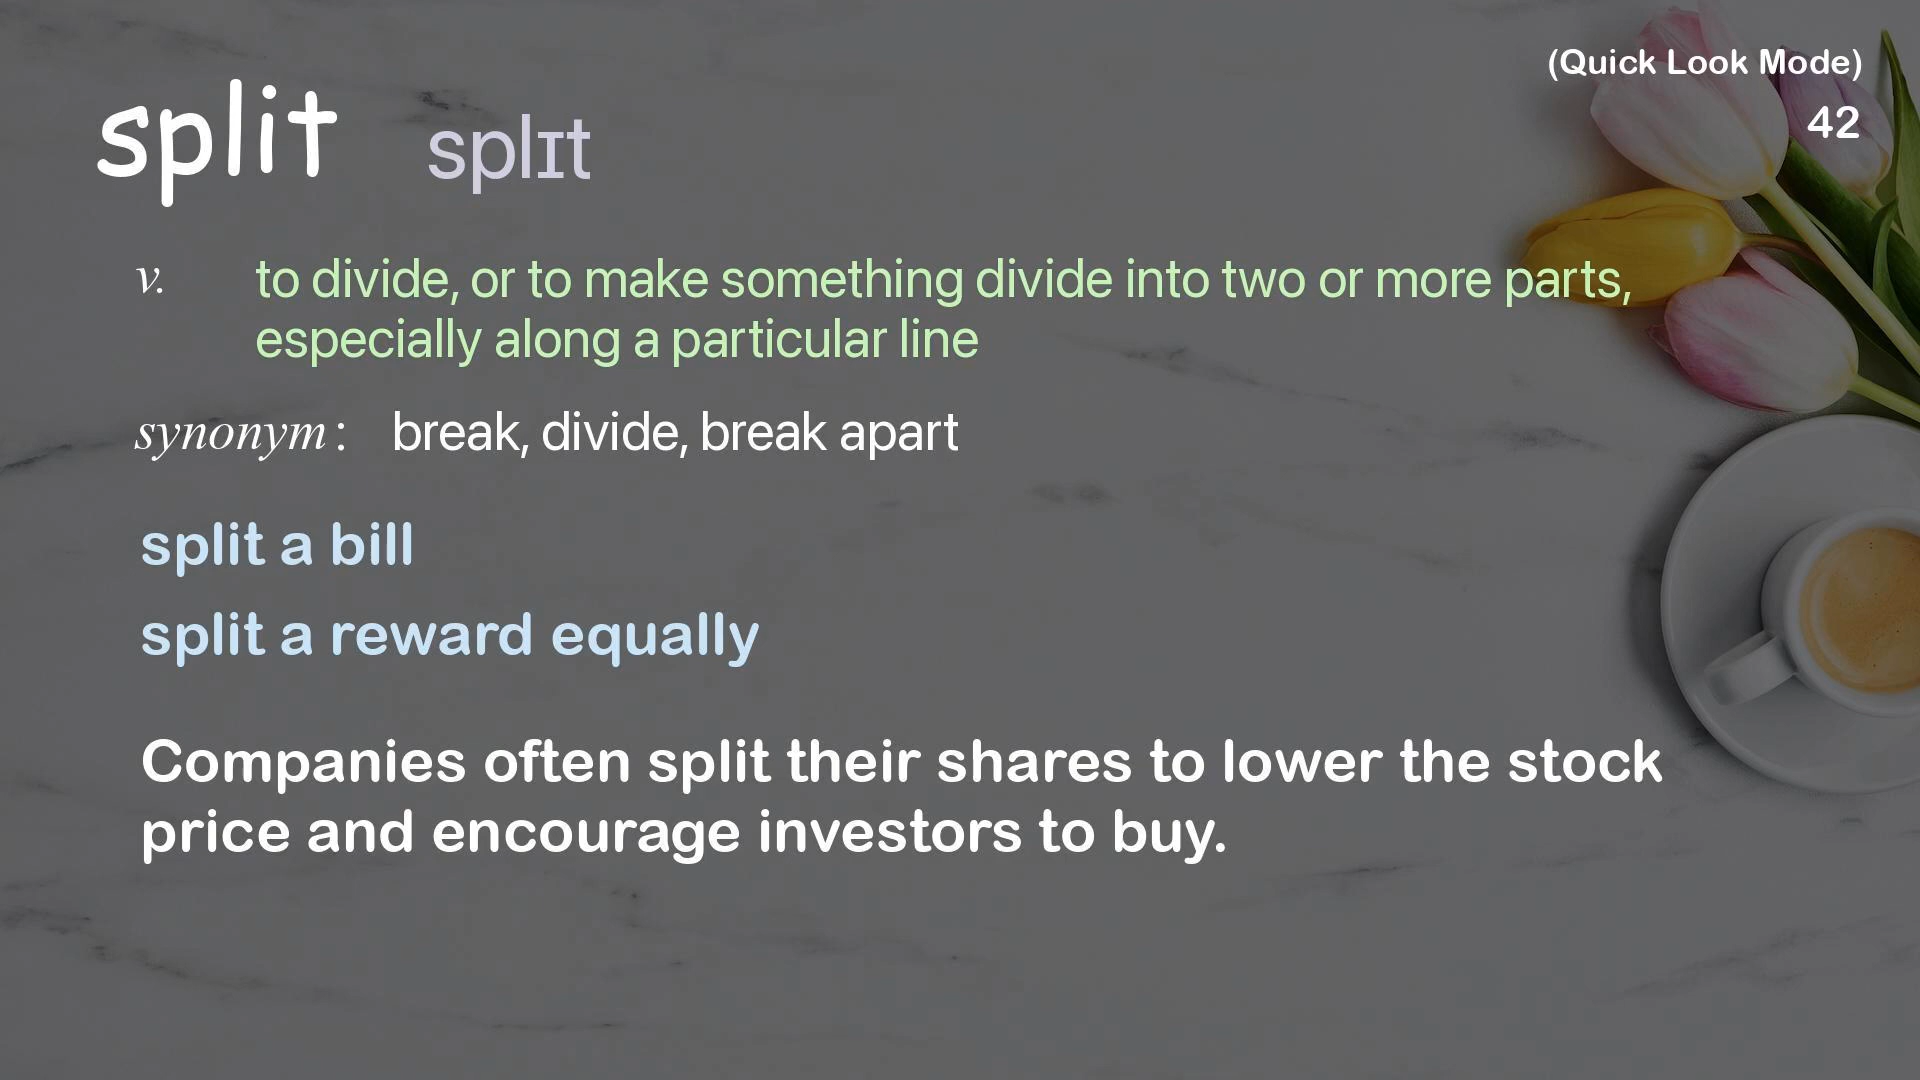 (Quick Look Mode)
42
split splɪt
v. to divide, or to make something divide into two or more parts,
especially along a particular line
synonym: break, divide, break apart
split a bill
split a reward equally
Companies often split their shares to lower the stock
price and encourage investors to buy.